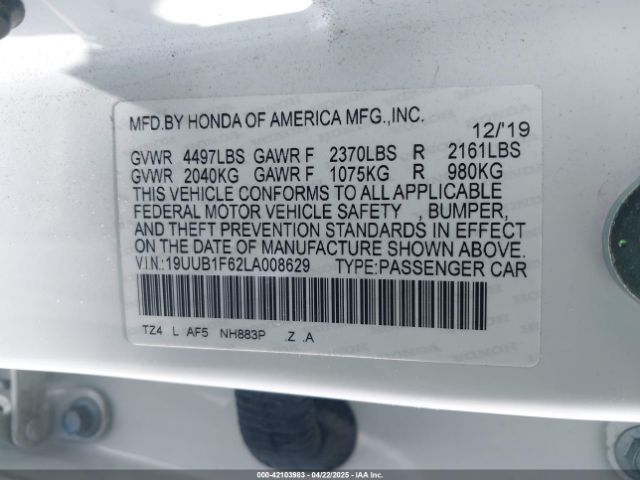 MFD.BY HONDA OF AMERICA MFG.,INC.
12/'19
GVWR 4497LBS GAWR F 2370LBS R 2161LBS
GVWR 2040KG GAWR F 1075KG R 980KG
THIS VEHICLE CONFORMS TO ALL APPLICABLE
FEDERAL MOTOR VEHICLE SAFETY , BUMPER,
AND THEFT PREVENTION STANDARDS IN EFFECT
ON THE DATE OF MANUFACTURE SHOWN ABOVE.
V.I.N.:19UUB1F62LA008629 TYPE:PASSENGER CAR
TZ4 L AF5 NH883P .Z .A
000-42103983 - 04/22/2025 - IAA Inc.